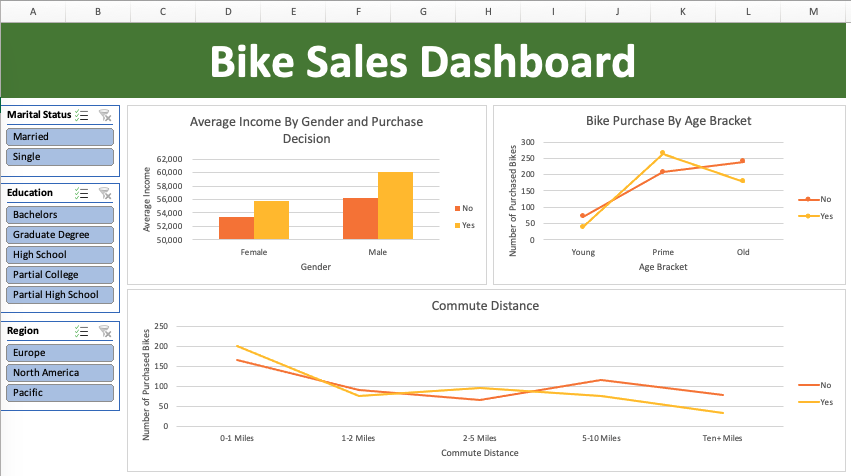 A B C D E F G H I J K L M
Bike Sales Dashboard
Marital Status
Married
Single
Education
Bachelors
Graduate Degree
High School
Partial College
Partial High School
Region
Europe
North America
Pacific
Average Income By Gender and Purchase
Decision
Average Income
62,000
60,000
58,000
56,000
54,000
52,000
50,000
Female Male
Gender
No
Yes
Bike Purchase By Age Bracket
Number of Purchased Bikes
300
250
200
150
100
50
0
Young Prime Old
Age Bracket
No
Yes
Commute Distance
Number of Purchased Bikes
250
200
150
100
50
0
0-1 Miles 1-2 Miles 2-5 Miles 5-10 Miles Ten+ Miles
Commute Distance
No
Yes